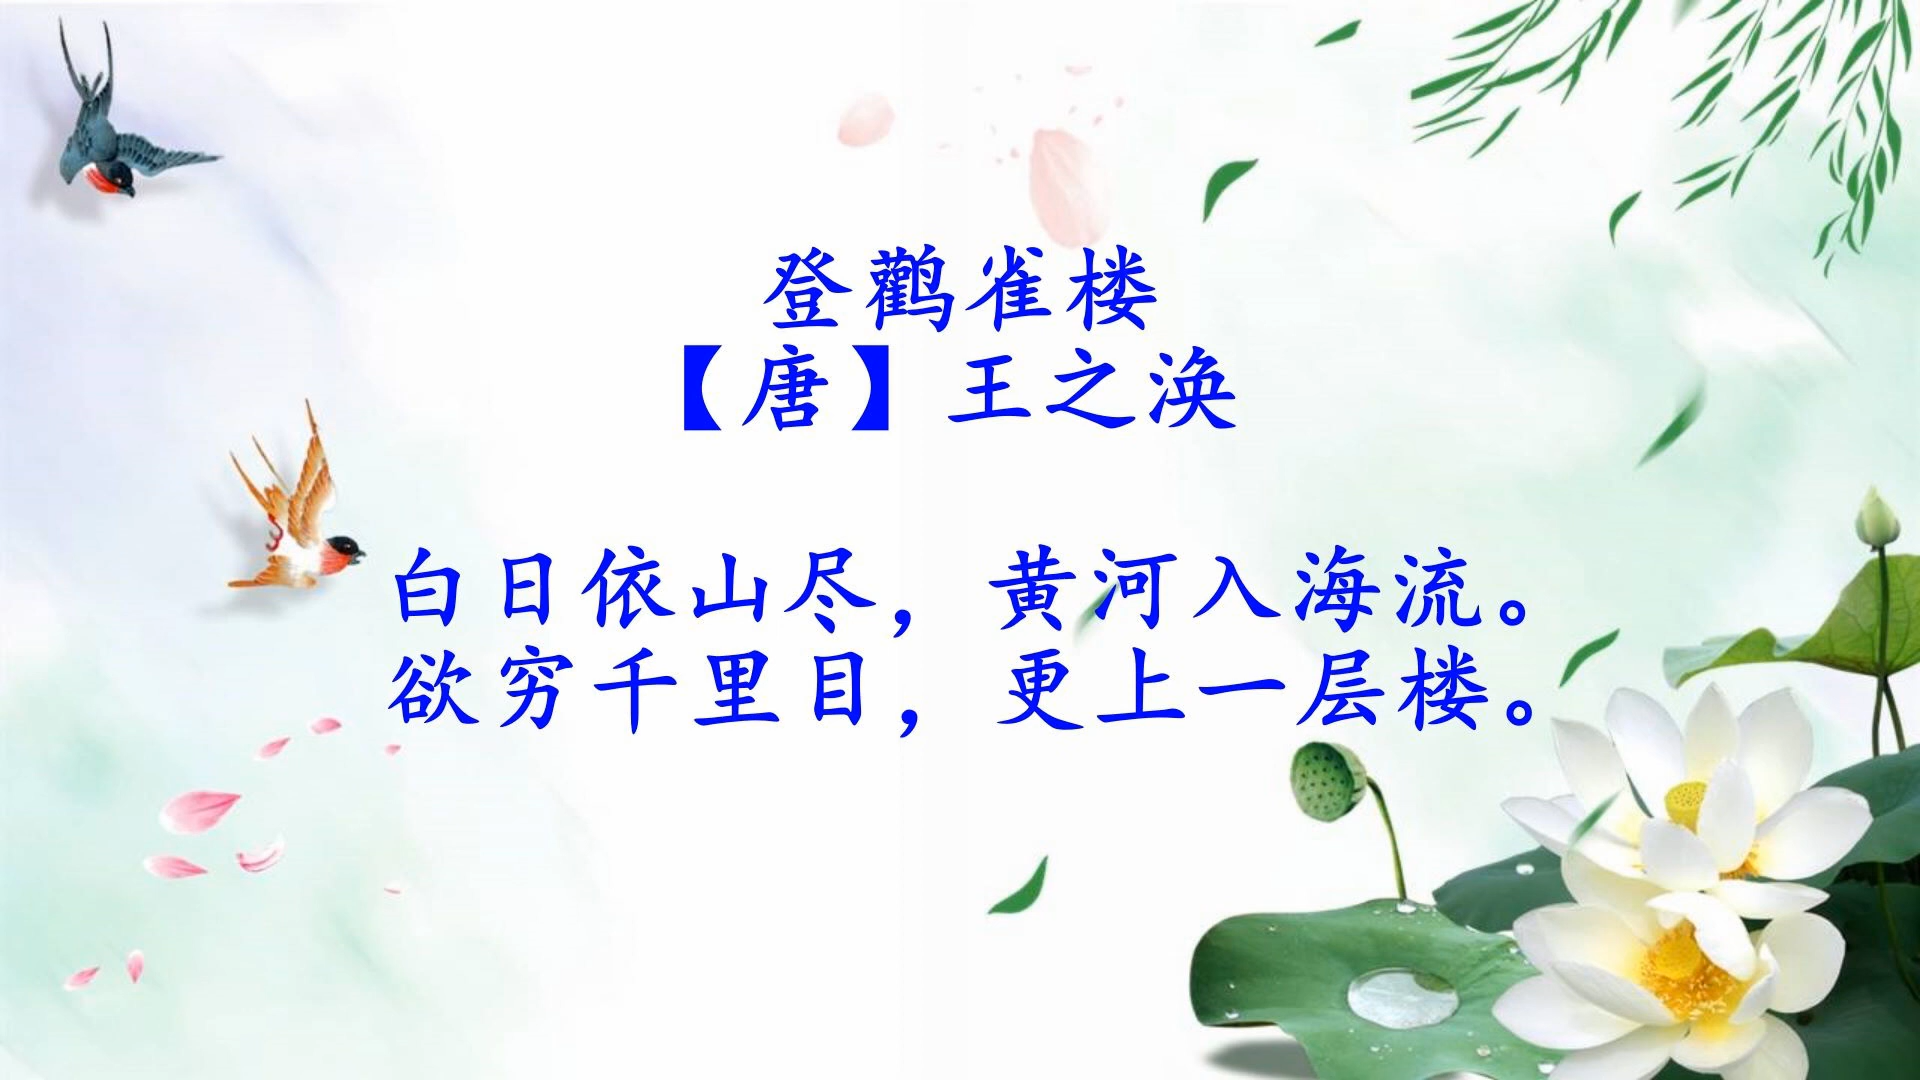 登鹳雀楼
【唐】王之涣
白日依山尽，黄河入海流。
欲穷千里目，更上一层楼。